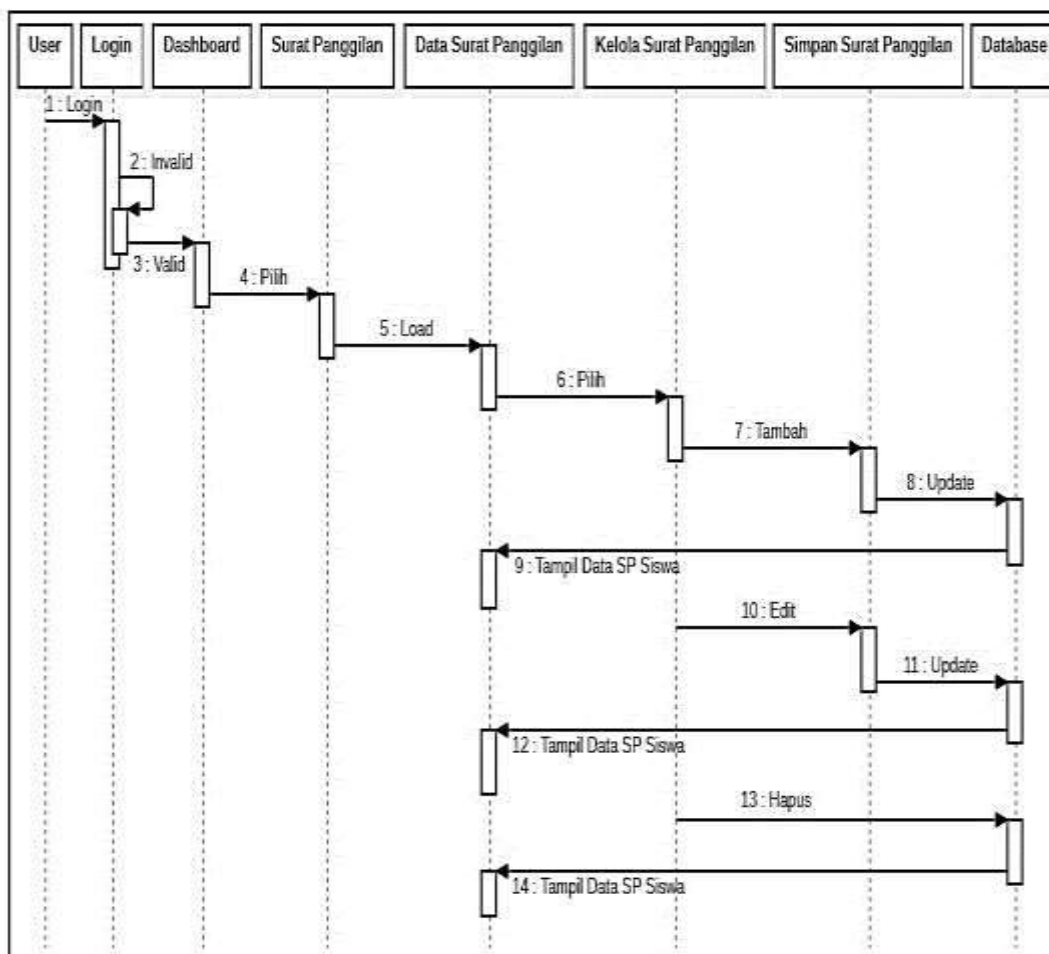 User
Login
Dashboard
Surat Panggilan
Data Surat Panggilan
Kelola Surat Panggilan
Simpan Surat Panggilan
Database
1 : Login
2 : Invalid
3 : Valid
4 : Pilih
5 : Load
6 : Pilih
7 : Tambah
8 : Update
9 : Tampil Data SP Siswa
10 : Edit
11 : Update
12 : Tampil Data SP Siswa
13 : Hapus
14 : Tampil Data SP Siswa